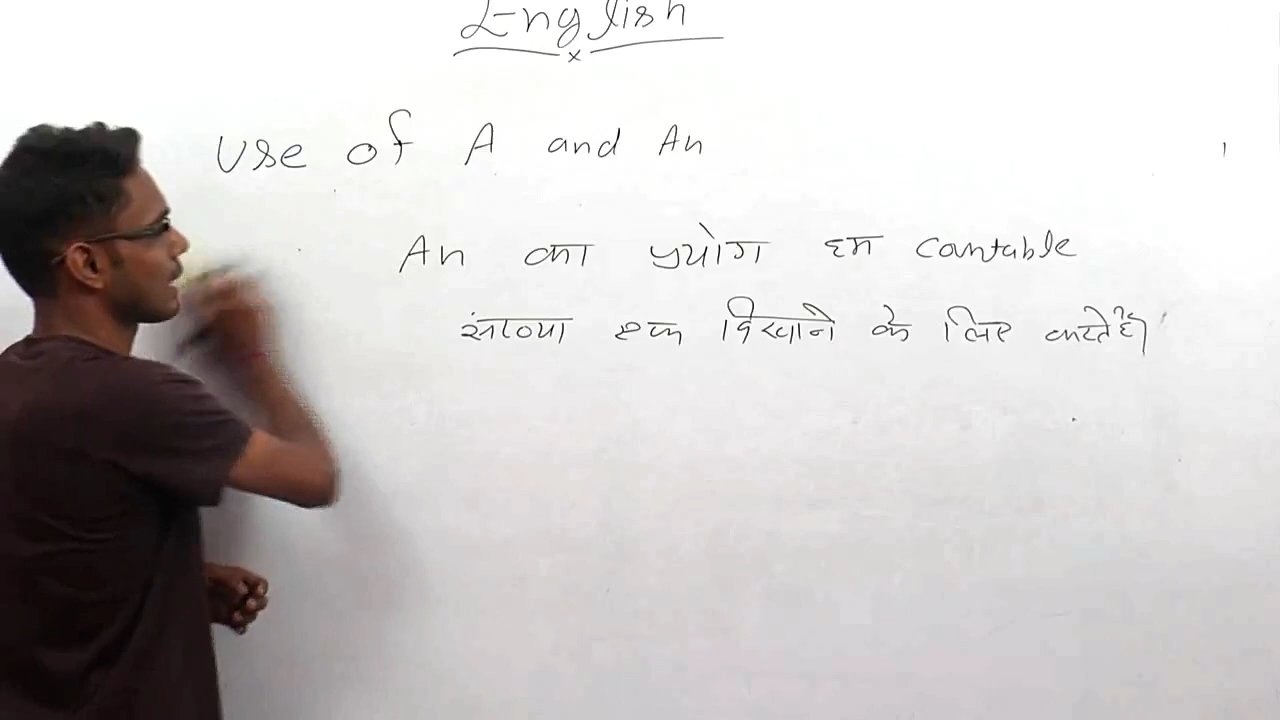 English
Use of A and An
An का प्रयोग हम countable
संख्या एक दिखाने के लिए करते हैं।